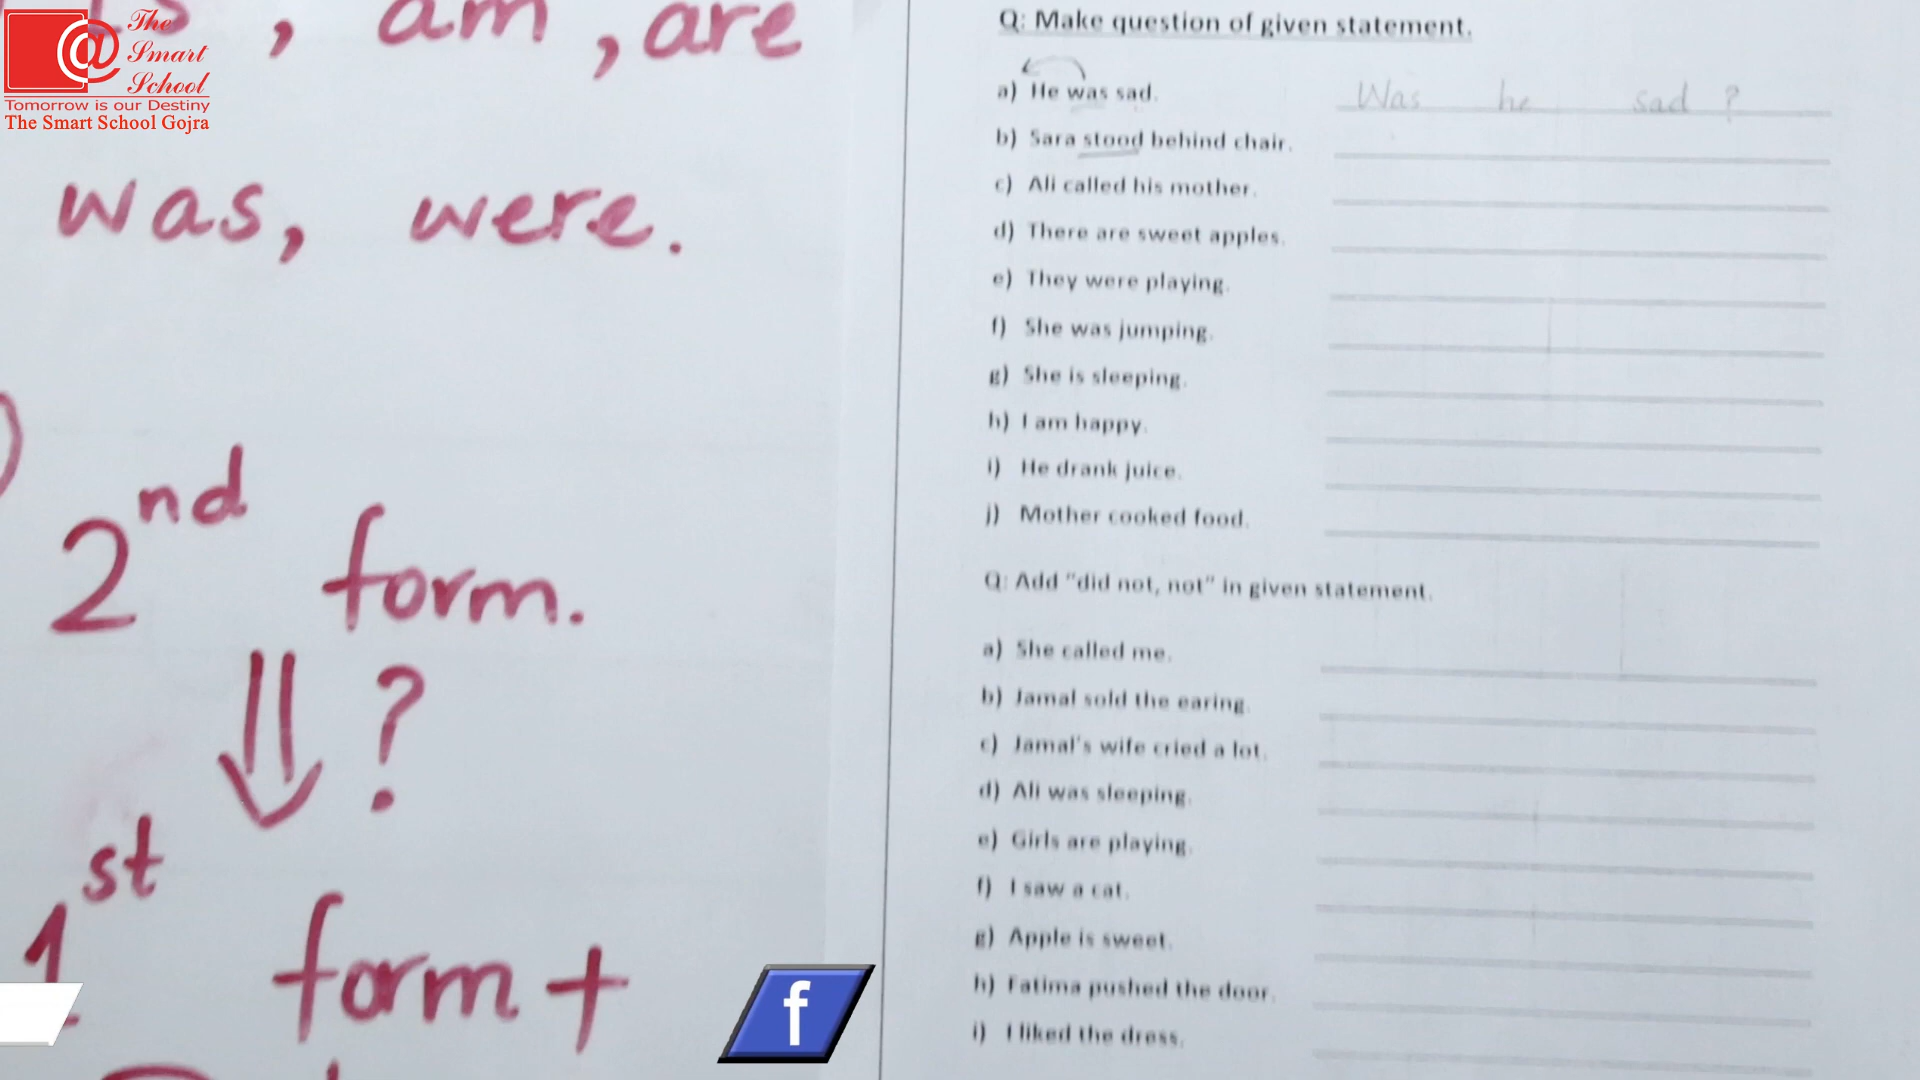 The
Smart
School
Tomorrow is our Destiny
The Smart School Gojra
, am , are
was, were.
2nd form.
?
1st form +
f
Q: Make question of given statement.
a) He was sad. Was he sad ?
b) Sara stood behind chair.
c) Ali called his mother.
d) There are sweet apples.
e) They were playing.
f) She was jumping.
g) She is sleeping.
h) I am happy.
i) He drank juice.
j) Mother cooked food.
Q: Add "did not, not" in given statement.
a) She called me.
b) Jamal sold the earing.
c) Jamal's wife cried a lot.
d) Ali was sleeping.
e) Girls are playing.
f) I saw a cat.
g) Apple is sweet.
h) Fatima pushed the door.
i) I liked the dress.